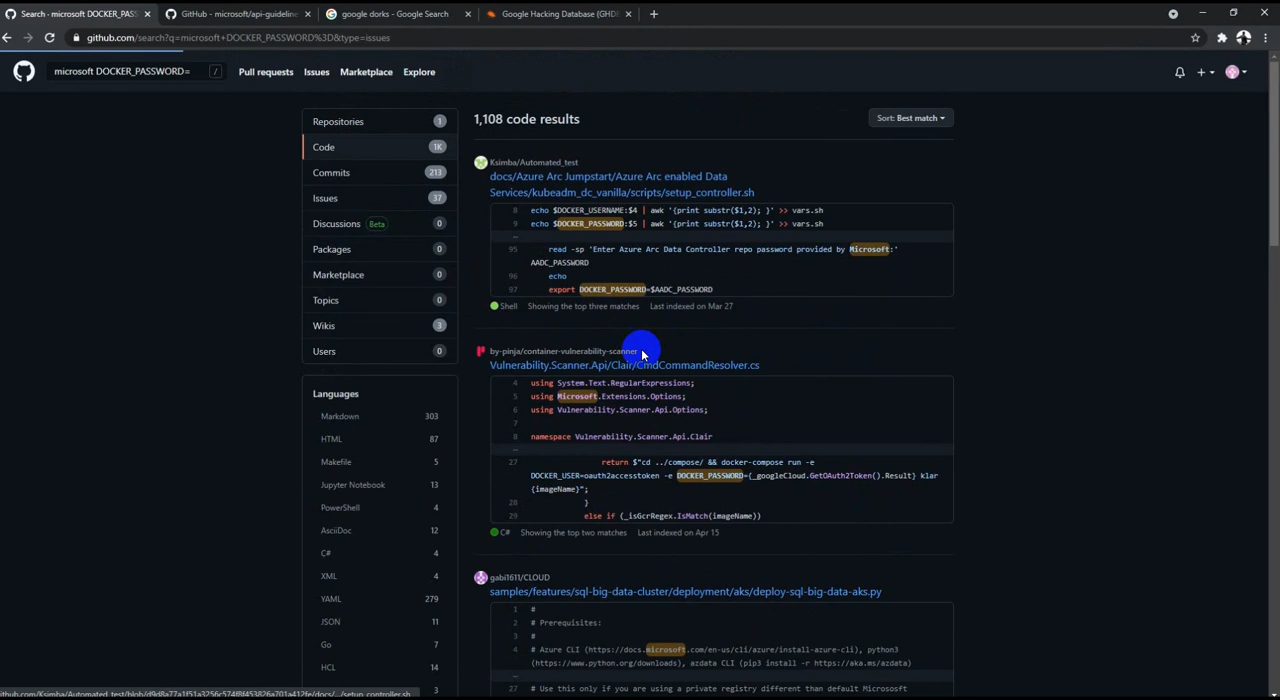 Search - microsoft DOCKER_PASS
GitHub - microsoft/api-guideline
google dorks - Google Search
Google Hacking Database (GHDB
github.com/search?q=microsoft+DOCKER_PASSWORD%3D&type=issues
microsoft DOCKER_PASSWORD=
/
Pull requests
Issues
Marketplace
Explore
Repositories 1
Code 1K
Commits 213
Issues 37
Discussions Beta 0
Packages 0
Marketplace 0
Topics 0
Wikis 3
Users 0
Languages
Markdown 303
HTML 87
Makefile 5
Jupyter Notebook 13
PowerShell 4
AsciiDoc 12
C# 4
XML 4
YAML 279
JSON 11
Go 7
HCL 14
3
1,108 code results
Sort: Best match
Ksimba/Automated_test
docs/Azure Arc Jumpstart/Azure Arc enabled Data
Services/kubeadm_dc_vanilla/scripts/setup_controller.sh
8 echo $DOCKER_USERNAME:$4 | awk '{print substr($1,2); }' >> vars.sh
9 echo $DOCKER_PASSWORD:$5 | awk '{print substr($1,2); }' >> vars.sh
…
95 read -sp 'Enter Azure Arc Data Controller repo password provided by Microsoft:'
AADC_PASSWORD
96 echo
97 export DOCKER_PASSWORD=$AADC_PASSWORD
Shell Showing the top three matches Last indexed on Mar 27
by-pinja/container-vulnerability-scanner
Vulnerability.Scanner.Api/Clair/CmdCommandResolver.cs
4 using System.Text.RegularExpressions;
5 using Microsoft.Extensions.Options;
6 using Vulnerability.Scanner.Api.Options;
7
8 namespace Vulnerability.Scanner.Api.Clair
…
27 return $"cd ../compose/ && docker-compose run -e
DOCKER_USER=oauth2accesstoken -e DOCKER_PASSWORD={_googleCloud.GetOAuth2Token().Result} klar
{imageName}";
28 }
29 else if (_isGcrRegex.IsMatch(imageName))
C# Showing the top two matches Last indexed on Apr 15
gabi1611/CLOUD
samples/features/sql-big-data-cluster/deployment/aks/deploy-sql-big-data-aks.py
1 #
2 # Prerequisites:
3 #
4 # Azure CLI (https://docs.microsoft.com/en-us/cli/azure/install-azure-cli), python3
(https://www.python.org/downloads), azdata CLI (pip3 install -r https://aka.ms/azdata)
…
27 # Use this only if you are using a private registry different than default Microsoft